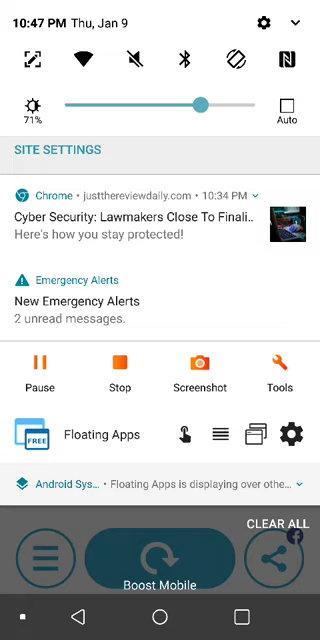 10:47 PM Thu, Jan 9
71%
Auto
SITE SETTINGS
Chrome • justthereviewdaily.com • 10:34 PM
Cyber Security: Lawmakers Close To Finali..
Here's how you stay protected!
Emergency Alerts
New Emergency Alerts
2 unread messages.
Pause Stop Screenshot Tools
FREE Floating Apps
Android Sys... • Floating Apps is displaying over othe...
CLEAR ALL
Boost Mobile